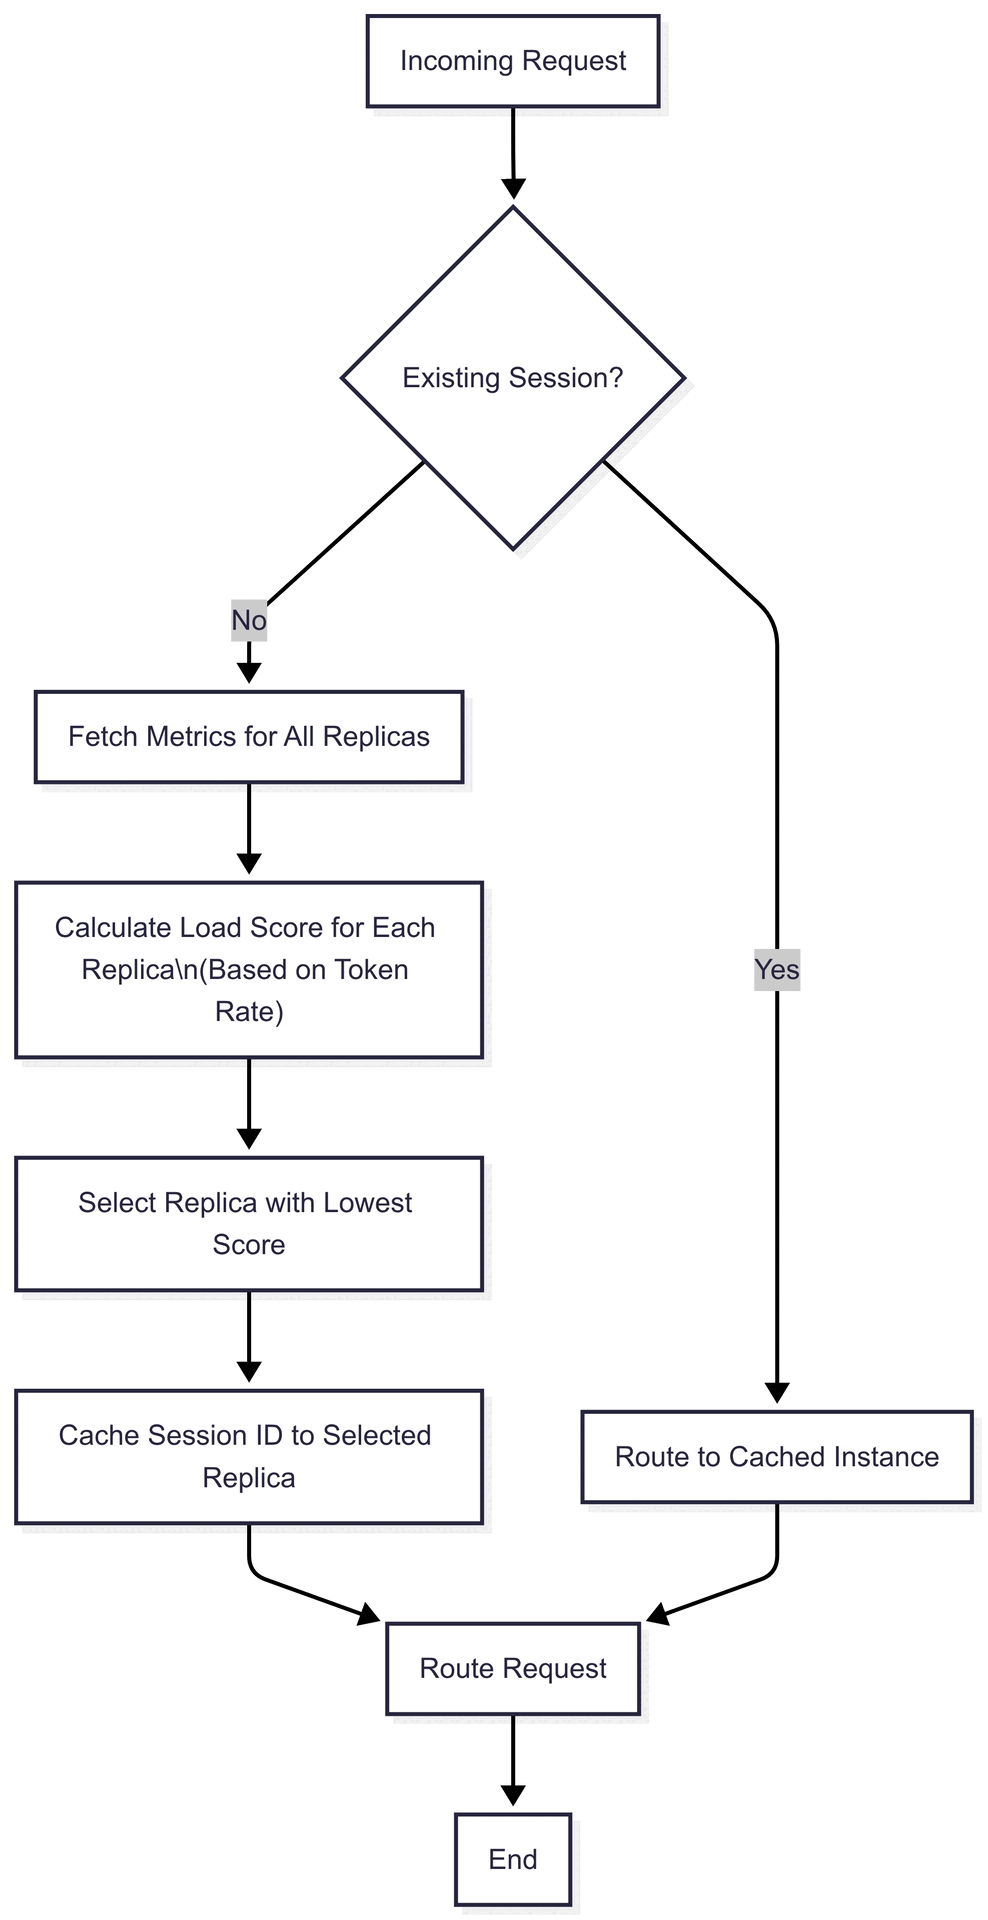 Incoming Request
Existing Session?
No
Fetch Metrics for All Replicas
Calculate Load Score for Each
Replica\n(Based on Token
Rate)
Yes
Select Replica with Lowest
Score
Cache Session ID to Selected
Replica
Route to Cached Instance
Route Request
End